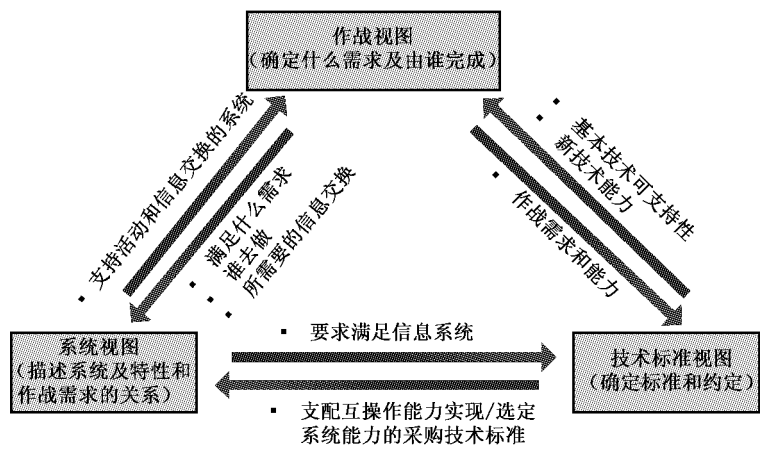 作战视图
（确定什么需求及由谁完成）
▪ 支持活动和信息交换的系统
▪ 满足什么需求
▪ 谁去做
▪ 所需要的信息交换
▪ 基本技术可支持性
▪ 新技术能力
▪ 作战需求和能力
系统视图
（描述系统及特性和
作战需求的关系）
▪ 要求满足信息系统
▪ 支配互操作能力实现/选定
系统能力的采购技术标准
技术标准视图
（确定标准和约定）